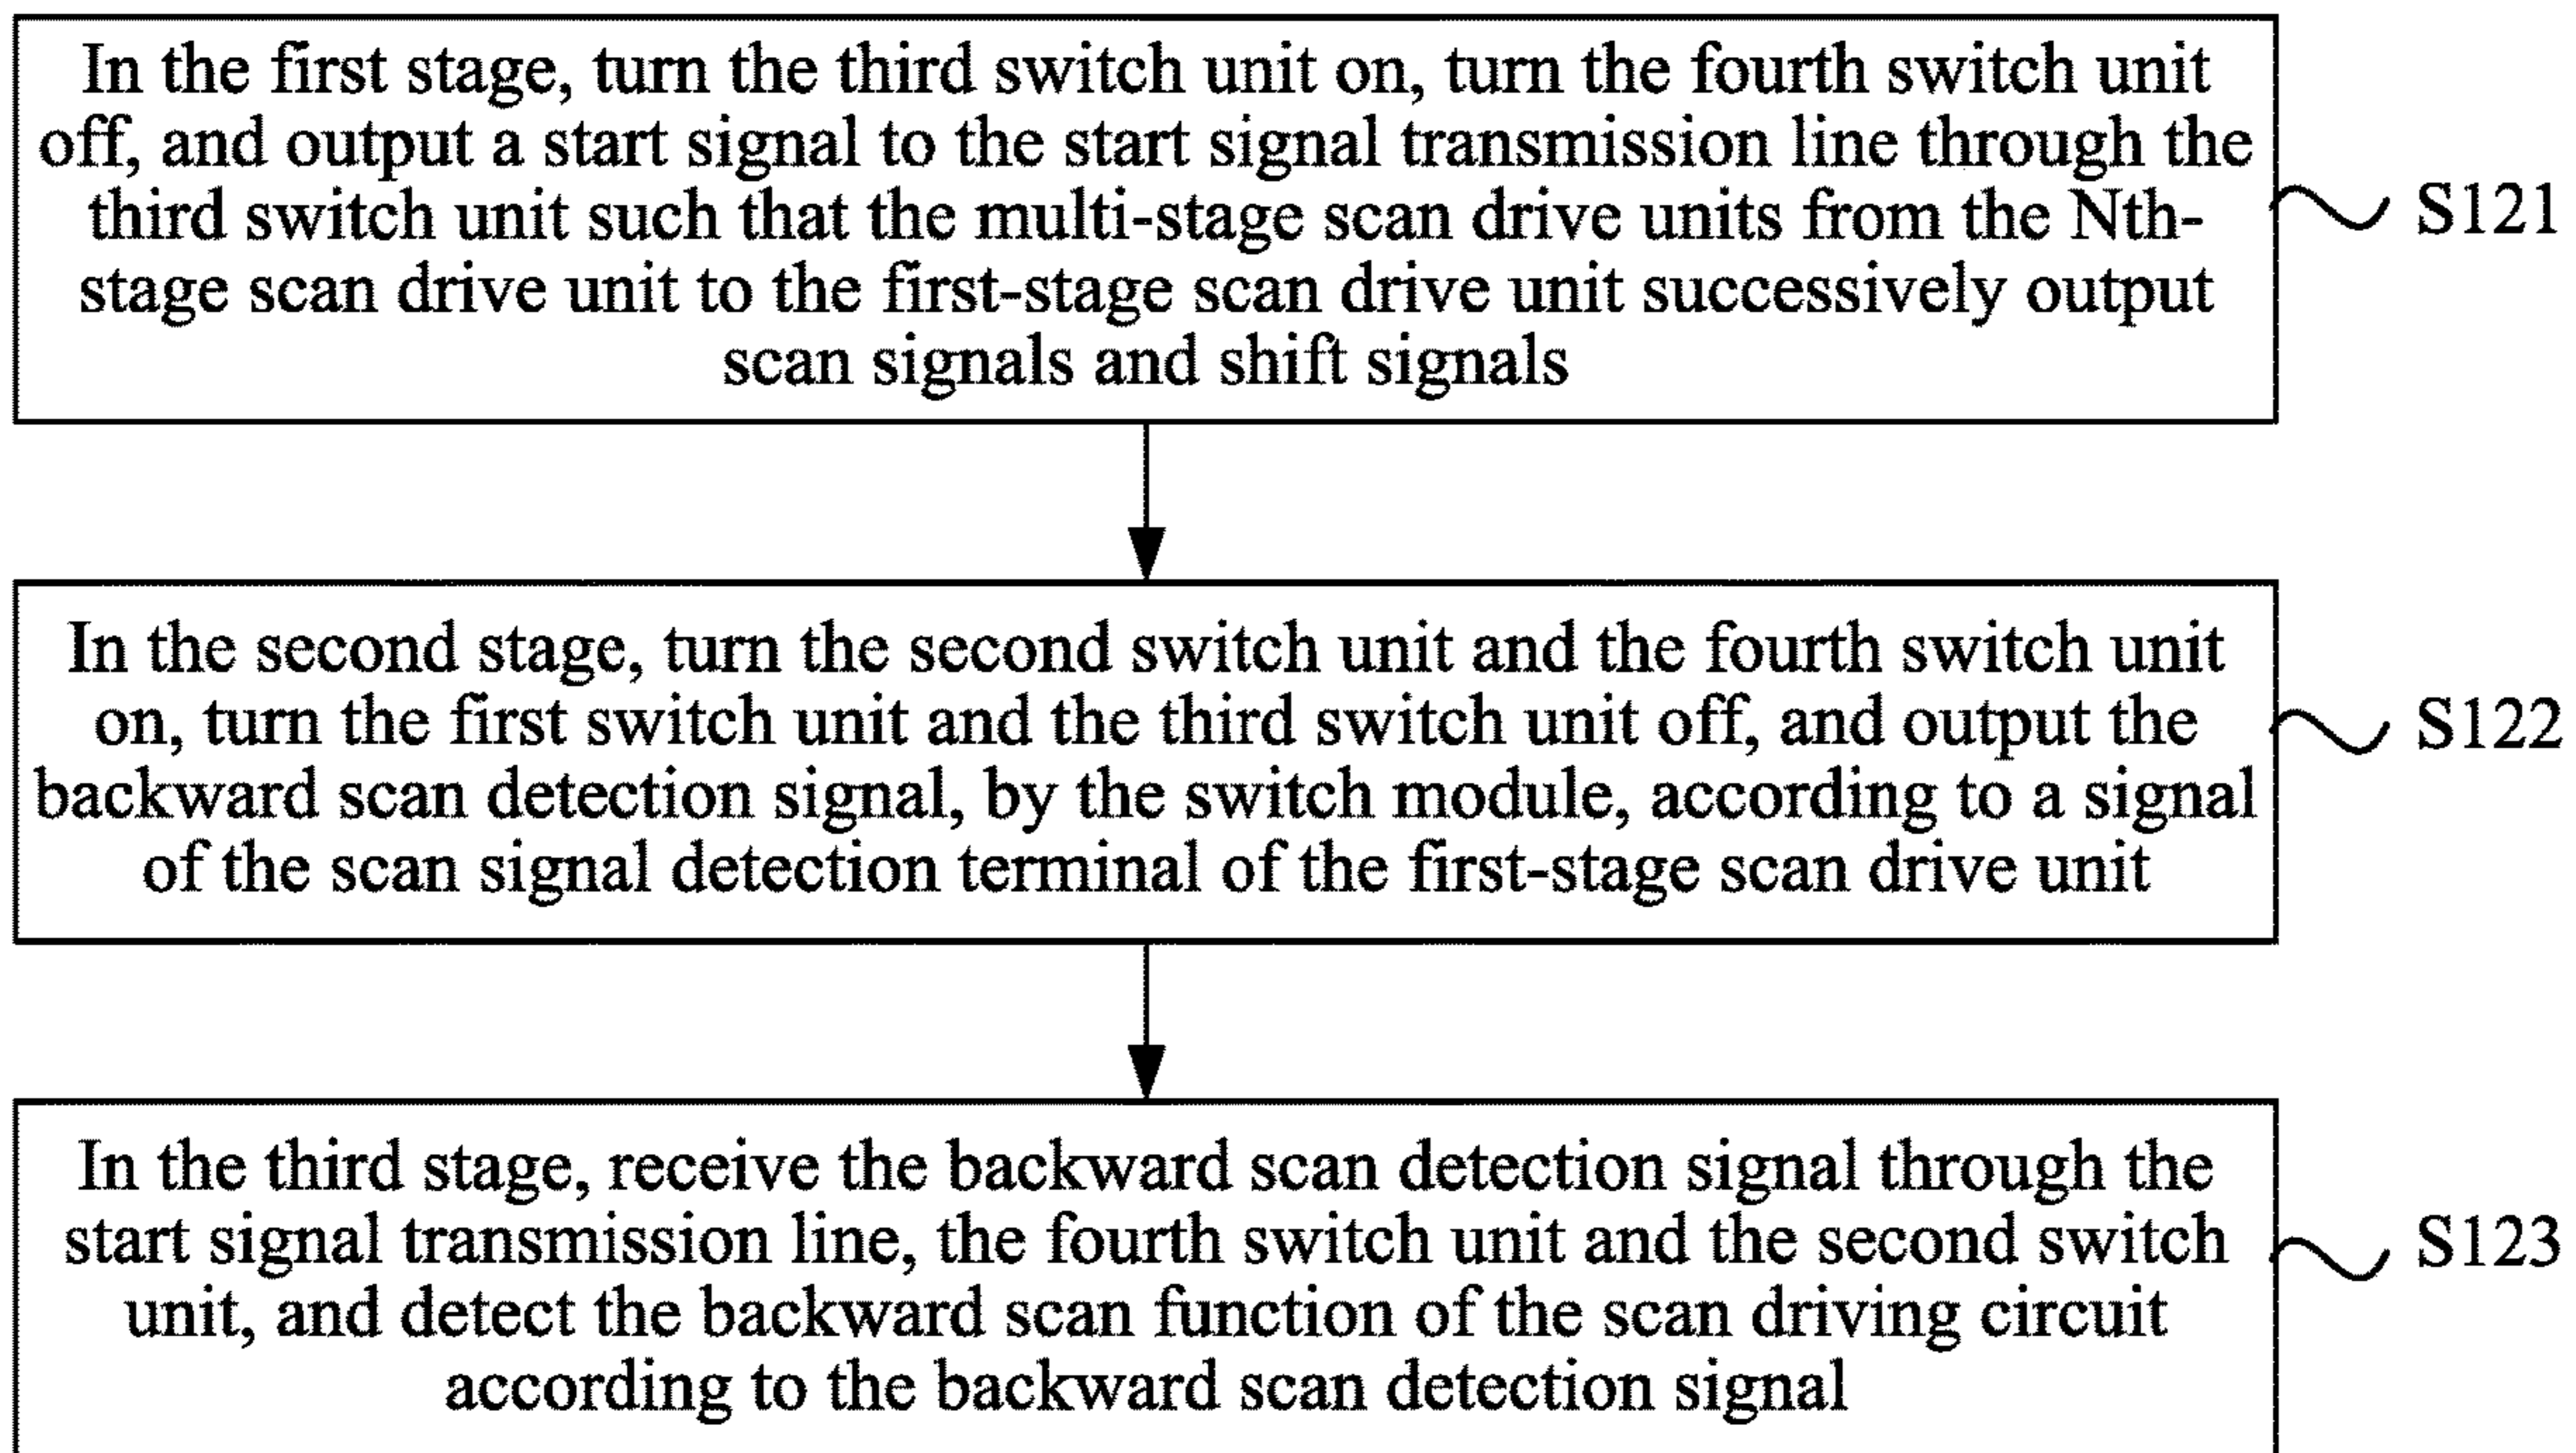 In the first stage, turn the third switch unit on, turn the fourth switch unit
off, and output a start signal to the start signal transmission line through the
third switch unit such that the multi-stage scan drive units from the Nth-
stage scan drive unit to the first-stage scan drive unit successively output
scan signals and shift signals
S121
In the second stage, turn the second switch unit and the fourth switch unit
on, turn the first switch unit and the third switch unit off, and output the
backward scan detection signal, by the switch module, according to a signal
of the scan signal detection terminal of the first-stage scan drive unit
S122
In the third stage, receive the backward scan detection signal through the
start signal transmission line, the fourth switch unit and the second switch
unit, and detect the backward scan function of the scan driving circuit
according to the backward scan detection signal
S123